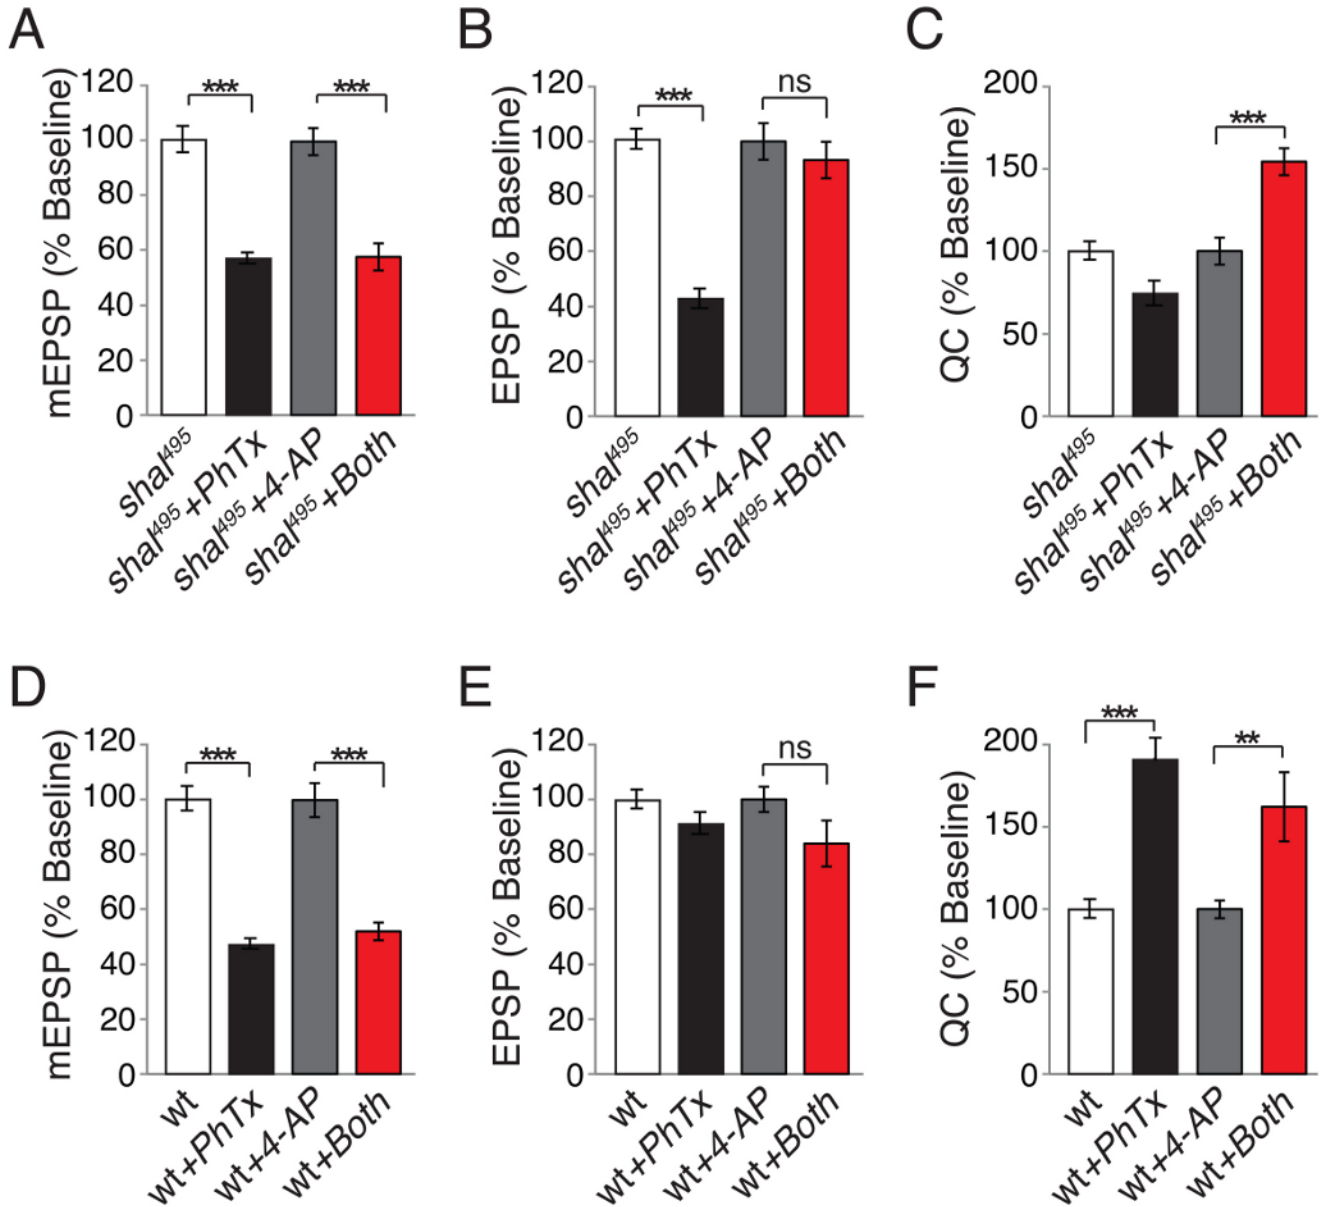 A
mEPSP (% Baseline)
120
100
80
60
40
20
0
***
***
shal⁴⁹⁵
shal⁴⁹⁵+PhTx
shal⁴⁹⁵+4-AP
shal⁴⁹⁵+Both
B
EPSP (% Baseline)
120
100
80
60
40
20
0
***
ns
shal⁴⁹⁵
shal⁴⁹⁵+PhTx
shal⁴⁹⁵+4-AP
shal⁴⁹⁵+Both
C
QC (% Baseline)
200
150
100
50
0
***
shal⁴⁹⁵
shal⁴⁹⁵+PhTx
shal⁴⁹⁵+4-AP
shal⁴⁹⁵+Both
D
mEPSP (% Baseline)
120
100
80
60
40
20
0
***
***
wt
wt+PhTx
wt+4-AP
wt+Both
E
EPSP (% Baseline)
120
100
80
60
40
20
0
ns
wt
wt+PhTx
wt+4-AP
wt+Both
F
QC (% Baseline)
200
150
100
50
0
***
**
wt
wt+PhTx
wt+4-AP
wt+Both